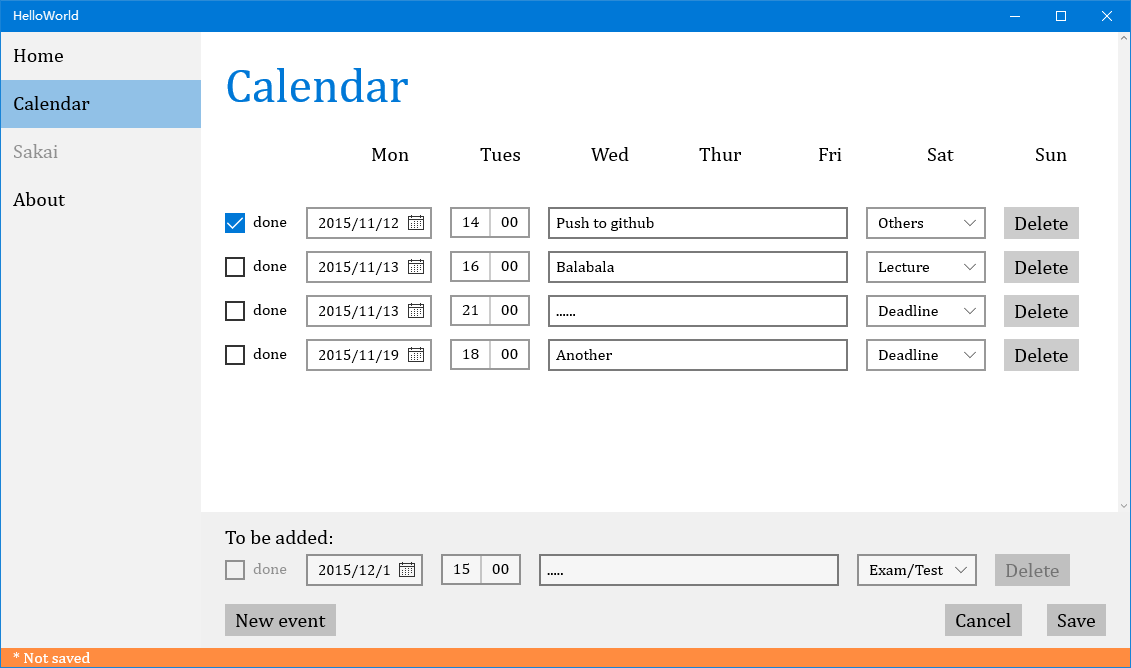 HelloWorld
Home
Calendar
Sakai
About
Calendar
Mon Tues Wed Thur Fri Sat Sun
done 2015/11/12 14 00 Push to github Others Delete
done 2015/11/13 16 00 Balabala Lecture Delete
done 2015/11/13 21 00 ...... Deadline Delete
done 2015/11/19 18 00 Another Deadline Delete
To be added:
done 2015/12/1 15 00 ..... Exam/Test Delete
New event Cancel Save
* Not saved